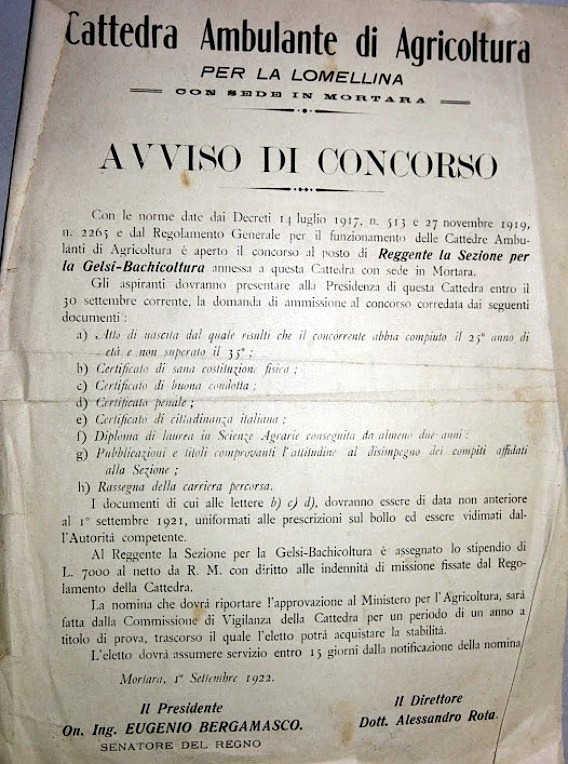 Cattedra Ambulante di Agricoltura
PER LA LOMELLINA
CON SEDE IN MORTARA
AVVISO DI CONCORSO
Con le norme date dai Decreti 14 luglio 1917, n. 513 e 27 novembre 1919,
n. 2265 e dal Regolamento Generale per il funzionamento delle Cattedre Ambu-
lanti di Agricoltura è aperto il concorso al posto di Reggente la Sezione per
la Gelsi-Bachicoltura annessa a questa Cattedra con sede in Mortara.
Gli aspiranti dovranno presentare alla Presidenza di questa Cattedra entro il
30 settembre corrente, la domanda di ammissione al concorso corredata dai seguenti
documenti :
a) Atto di nascita dal quale risulti che il concorrente abbia compiuto il 25º anno di
età e non superato il 35º ;
b) Certificato di sana costituzione fisica ;
c) Certificato di buona condotta ;
d) Certificato penale ;
e) Certificato di cittadinanza italiana ;
f) Diploma di laurea in Scienze Agrarie conseguita da almeno due anni :
g) Pubblicazioni e titoli comprovanti l'attitudine al disimpegno dei compiti affidati
alla Sezione ;
h) Rassegna della carriera percorsa.
I documenti di cui alle lettere b) c) d), dovranno essere di data non anteriore
al 1º settembre 1921, uniformati alle prescrizioni sul bollo ed essere vidimati dal-
l'Autorità competente.
Al Reggente la Sezione per la Gelsi-Bachicoltura è assegnato lo stipendio di
L. 7000 al netto da R. M. con diritto alle indennità di missione fissate dal Rego-
lamento della Cattedra.
La nomina che dovrà riportare l'approvazione al Ministero per l'Agricoltura, sarà
fatta dalla Commissione di Vigilanza della Cattedra per un periodo di un anno a
titolo di prova, trascorso il quale l'eletto potrà acquistare la stabilità.
L'eletto dovrà assumere servizio entro 15 giorni dalla notificazione della nomina
Mortara, 1º Settembre 1922.
Il Presidente
On. Ing. EUGENIO BERGAMASCO.
SENATORE DEL REGNO
Il Direttore
Dott. Alessandro Rota.